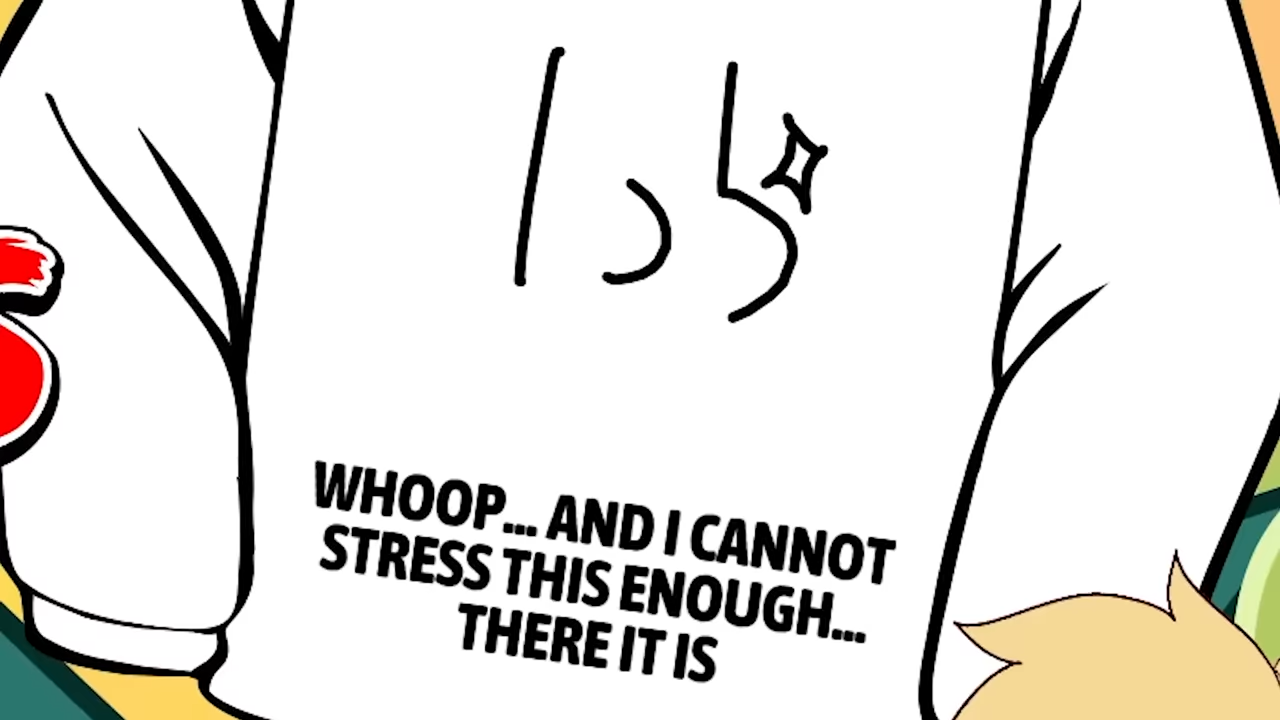 WHOOP... AND I CANNOT
STRESS THIS ENOUGH...
THERE IT IS